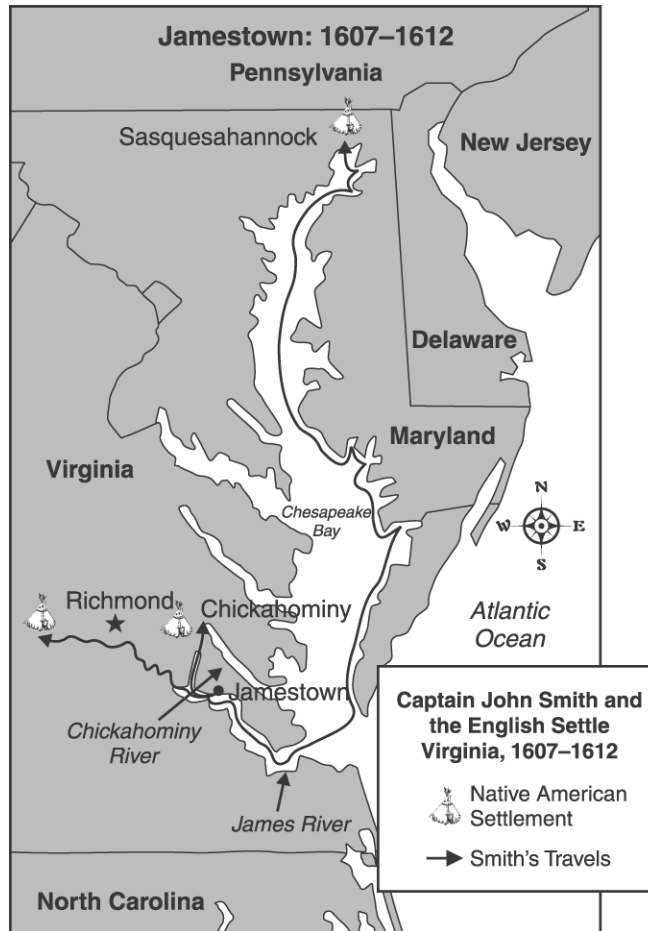 Jamestown: 1607–1612
Pennsylvania
Sasquesahannock
New Jersey
Delaware
Maryland
Virginia
Chesapeake
Bay
N
W
E
S
Richmond
Chickahominy
Atlantic
Ocean
Jamestown
Chickahominy
River
James River
North Carolina
Captain John Smith and
the English Settle
Virginia, 1607–1612
Native American
Settlement
Smith's Travels